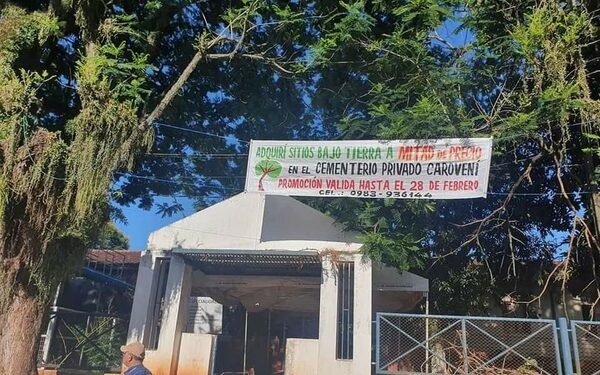 ADQUIRÍ SITIOS BAJO TIERRA A MITAD DE PRECIO
EN EL CEMENTERIO PRIVADO CAROVENI
PROMOCIÓN VALIDA HASTA EL 28 DE FEBRERO
CEL.: 0983-936144